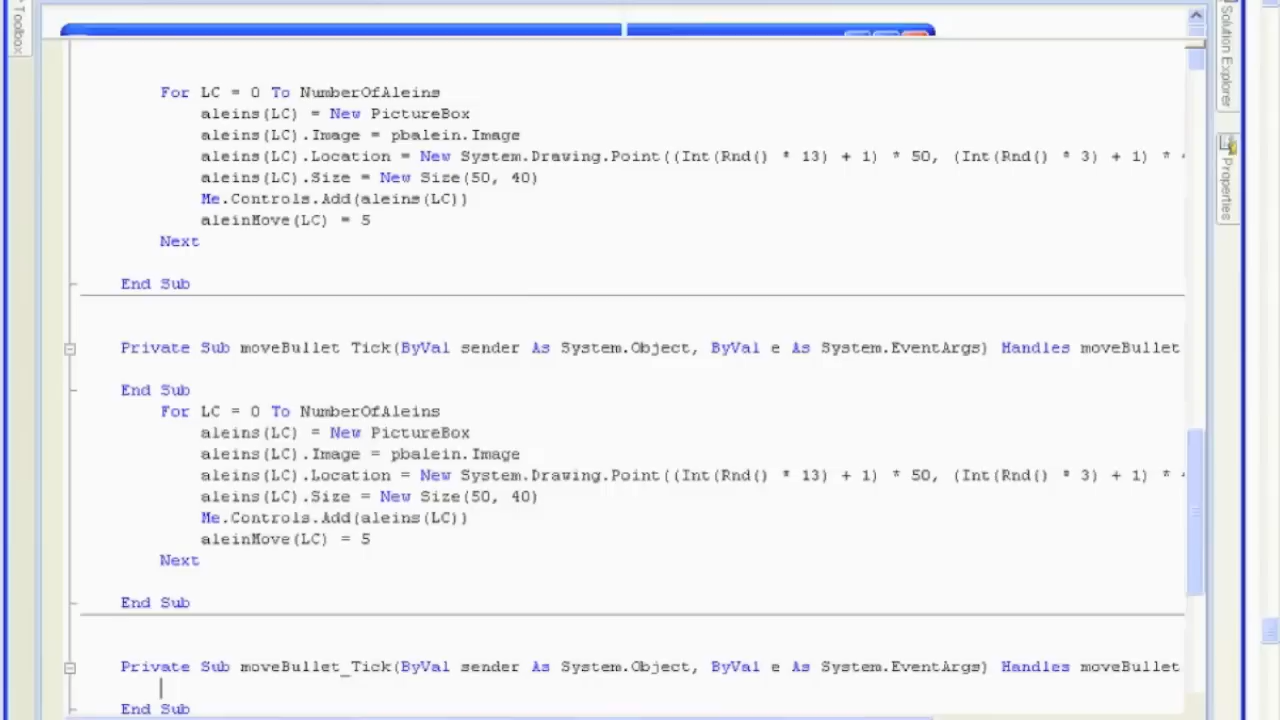 Toolbox
Solution Explorer
Properties
For LC = 0 To NumberOfAleins
aleins(LC) = New PictureBox
aleins(LC).Image = pbalein.Image
aleins(LC).Location = New System.Drawing.Point((Int(Rnd() * 13) + 1) * 50, (Int(Rnd() * 3) + 1) *
aleins(LC).Size = New Size(50, 40)
Me.Controls.Add(aleins(LC))
aleinMove(LC) = 5
Next
End Sub
Private Sub moveBullet Tick(ByVal sender As System.Object, ByVal e As System.EventArgs) Handles moveBullet
End Sub
For LC = 0 To NumberOfAleins
aleins(LC) = New PictureBox
aleins(LC).Image = pbalein.Image
aleins(LC).Location = New System.Drawing.Point((Int(Rnd() * 13) + 1) * 50, (Int(Rnd() * 3) + 1) *
aleins(LC).Size = New Size(50, 40)
Me.Controls.Add(aleins(LC))
aleinMove(LC) = 5
Next
End Sub
Private Sub moveBullet_Tick(ByVal sender As System.Object, ByVal e As System.EventArgs) Handles moveBullet
End Sub